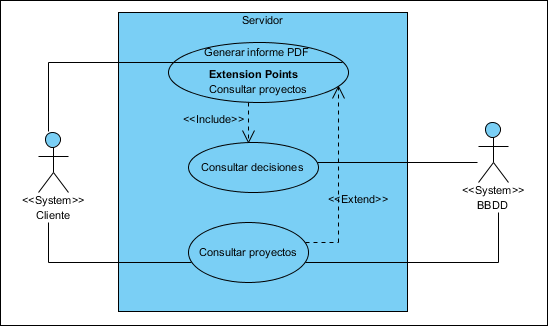 Servidor
Generar informe PDF
Extension Points
Consultar proyectos
<<Include>>
Consultar decisiones
<<System>>
Cliente
<<System>>
BBDD
<<Extend>>
Consultar proyectos